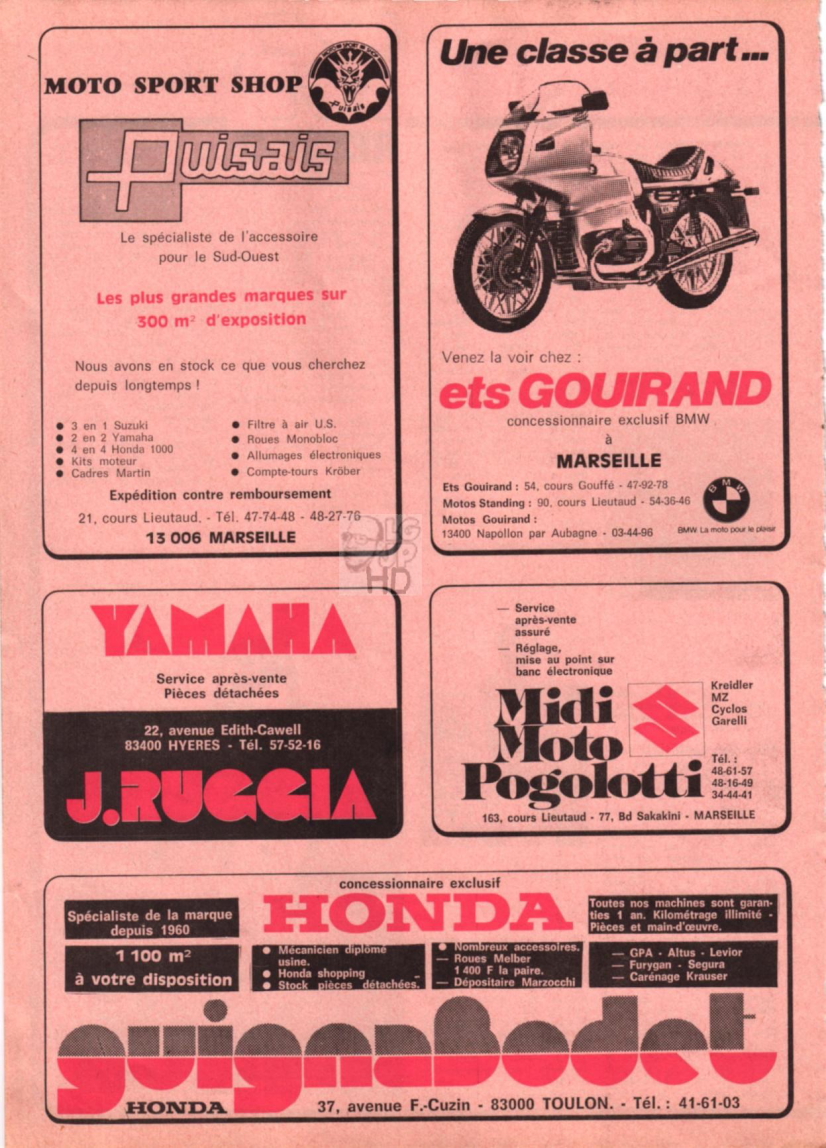 MOTO SPORT SHOP
Puisais
Puisais
Le spécialiste de l'accessoire
pour le Sud-Ouest
Les plus grandes marques sur
300 m² d'exposition
Nous avons en stock ce que vous cherchez
depuis longtemps !
● 3 en 1 Suzuki
● 2 en 2 Yamaha
● 4 en 4 Honda 1000
● Kits moteur
● Cadres Martin
● Filtre à air U.S.
● Roues Monobloc
● Allumages électroniques
● Compte-tours Kröber
Expédition contre remboursement
21, cours Lieutaud. - Tél. 47-74-48 - 48-27-76
13 006 MARSEILLE
Une classe à part...
Venez la voir chez :
ets GOUIRAND
concessionnaire exclusif BMW
à
MARSEILLE
Ets Gouirand : 54, cours Gouffé - 47-92-78
Motos Standing : 90, cours Lieutaud - 54-36-46
Motos Gouirand :
13400 Napollon par Aubagne - 03-44-96
BMW
BMW La moto pour le plaisir
HD
YAMAHA
Service après-vente
Pièces détachées
22, avenue Edith-Cawell
83400 HYERES - Tél. 57-52-16
J.RUGGIA
— Service
après-vente
assuré
— Réglage,
mise au point sur
banc électronique
Midi
Moto
Pogolotti
Kreidler
MZ
Cyclos
Garelli
Tél. :
48-61-57
48-16-49
34-44-41
163, cours Lieutaud - 77, Bd Sakakini - MARSEILLE
concessionnaire exclusif
HONDA
Spécialiste de la marque
depuis 1960
1 100 m²
à votre disposition
● Mécanicien diplômé
usine.
● Honda shopping
● Stock pièces détachées.
● Nombreux accessoires.
— Roues Melber
1 400 F la paire.
— Dépositaire Marzocchi
Toutes nos machines sont garan-
ties 1 an. Kilométrage illimité -
Pièces et main-d'œuvre.
— GPA - Altus - Levior
— Furygan - Segura
— Carénage Krauser
guignaBodet
HONDA
37, avenue F.-Cuzin - 83000 TOULON. - Tél. : 41-61-03